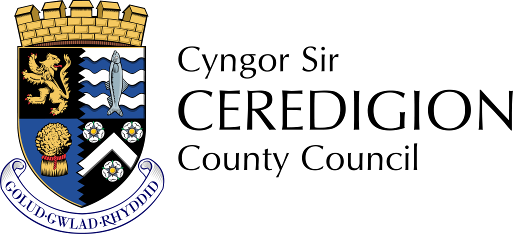 Cyngor Sir
CEREDIGION
County Council
GOLUD·GWLAD·RHYDDID